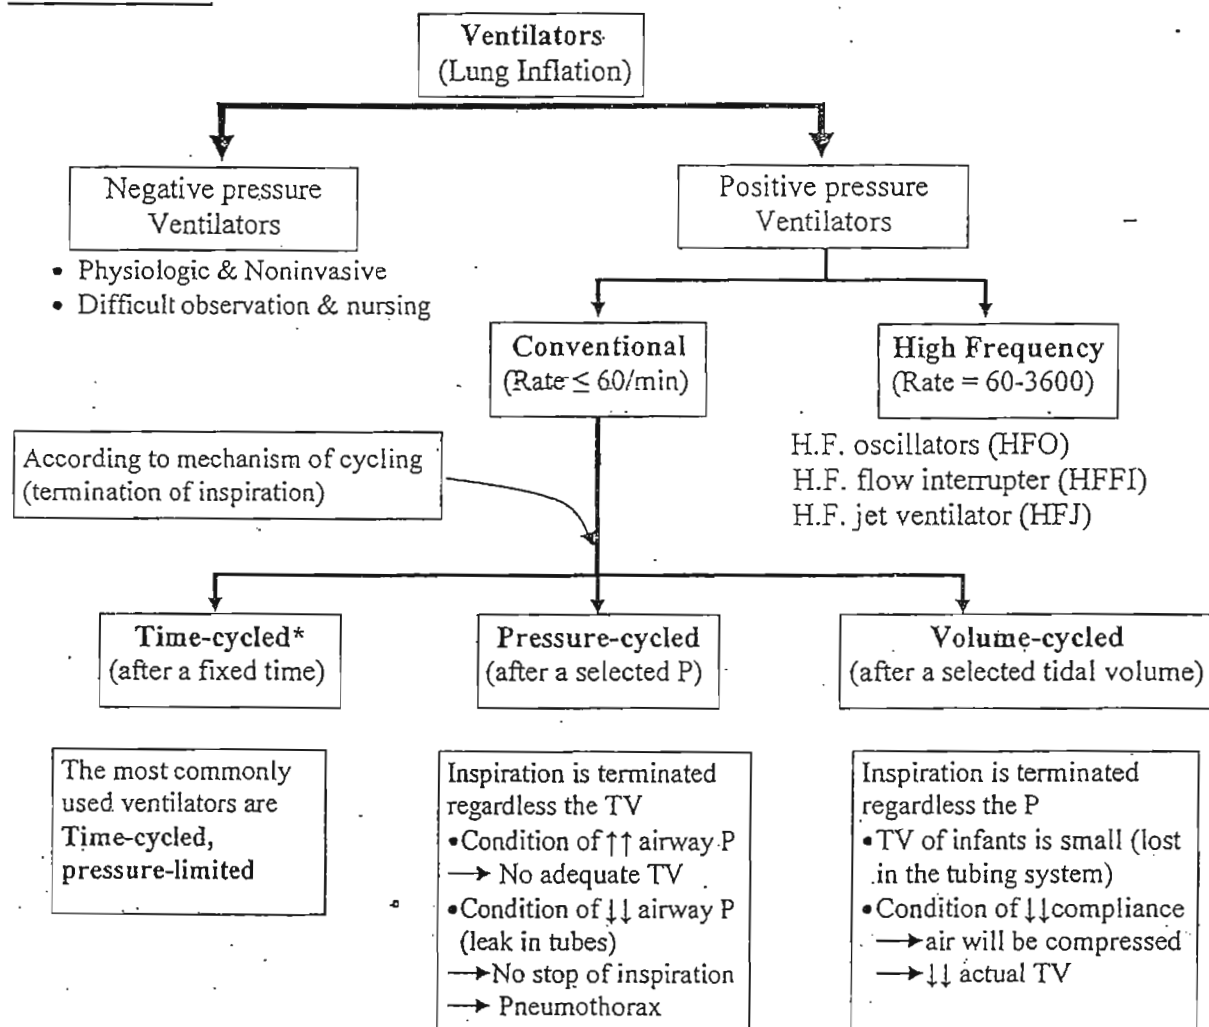 Ventilators
(Lung Inflation)
Negative pressure
Ventilators
• Physiologic & Noninvasive
• Difficult observation & nursing
Positive pressure
Ventilators
Conventional
(Rate ≤ 60/min)
High Frequency
(Rate = 60-3600)
H.F. oscillators (HFO)
H.F. flow interrupter (HFFI)
H.F. jet ventilator (HFJ)
According to mechanism of cycling
(termination of inspiration)
Time-cycled*
(after a fixed time)
Pressure-cycled
(after a selected P)
Volume-cycled
(after a selected tidal volume)
The most commonly
used ventilators are
Time-cycled,
pressure-limited
Inspiration is terminated
regardless the TV
•Condition of ↑↑ airway P
→ No adequate TV
•Condition of ↓↓ airway P
(leak in tubes)
→No stop of inspiration
→ Pneumothorax
Inspiration is terminated
regardless the P
•TV of infants is small (lost
in the tubing system)
•Condition of ↓↓compliance
→air will be compressed
→↓↓ actual TV